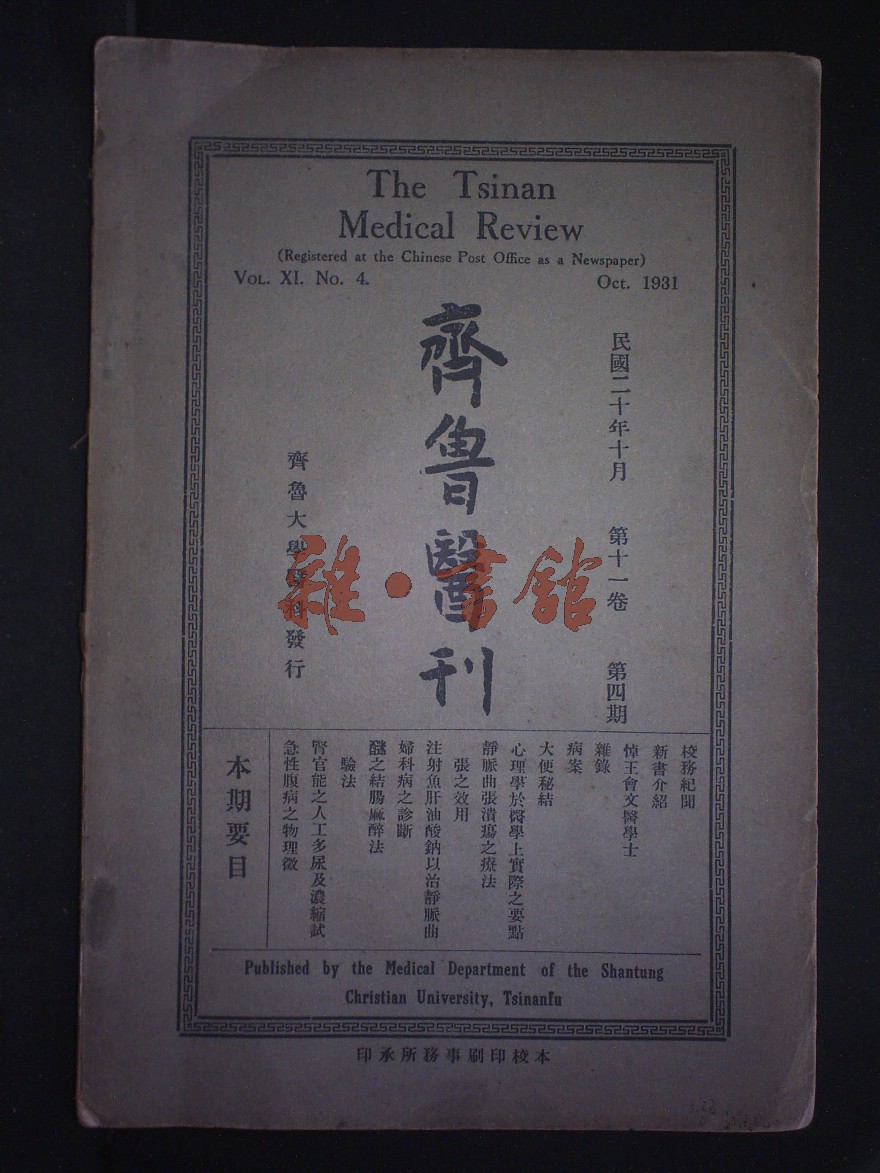 The Tsinan
Medical Review
(Registered at the Chinese Post Office as a Newspaper)
VOL. XI. No. 4.
Oct. 1931
民國二十年十月 第十一卷 第四期
齊魯醫刊
齊魯大學醫科發行
雜·書館
本期要目
急性腹病之物理徵
腎官能之人工多尿及濃縮試
驗法
之結腸麻醉法
婦科病之診斷
注射魚肝油酸鈉以治靜脈曲
張之效用
靜脈曲張潰瘍之療法
心理學於醫學上實際之要點
大便秘結
病案
雜錄
悼王會文醫學士
新書介紹
校務紀聞
Published by the Medical Department of the Shantung
Christian University, Tsinanfu
本校印刷事務所承印